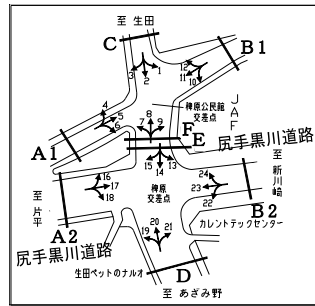 至 生田
C
B1
3 2 1
12
11 10
4
5
6
稗原公民館
交差点
JAF
7 8 9
F
E
尻手黒川道路
A1
15 14 13
至 新川崎
16
17
18
稗原
交差点
24
23
22
至 片平
A2
尻手黒川道路
B2
カレントテックセンター
19 20 21
生田ペットのナルオ
D
至 あざみ野